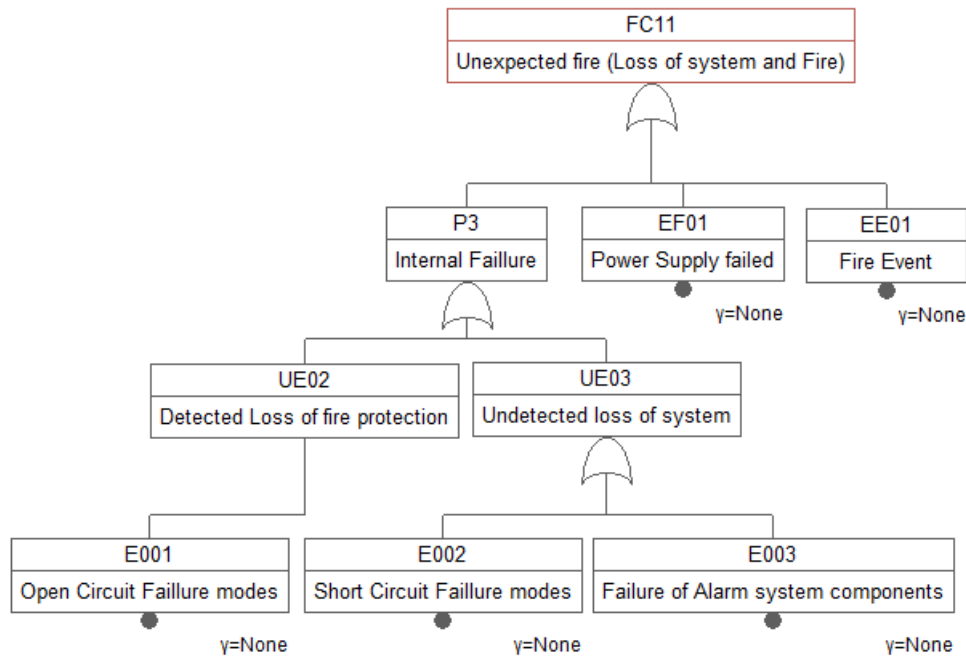 FC11
Unexpected fire (Loss of system and Fire)
P3
Internal Faillure
EF01
Power Supply failed
γ=None
EE01
Fire Event
γ=None
UE02
Detected Loss of fire protection
UE03
Undetected loss of system
E001
Open Circuit Faillure modes
γ=None
E002
Short Circuit Faillure modes
γ=None
E003
Failure of Alarm system components
γ=None